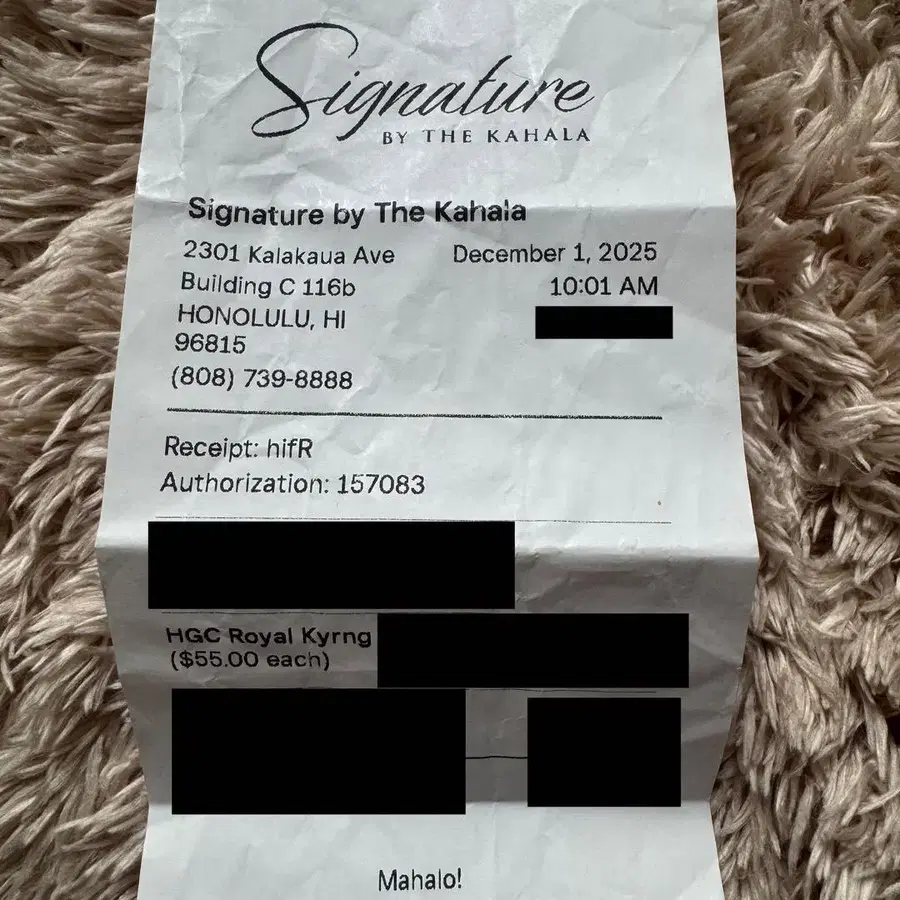 Signature
BY THE KAHALA
Signature by The Kahala
2301 Kalakaua Ave
December 1, 2025
Building C 116b
10:01 AM
HONOLULU, HI
96815
(808) 739-8888
Receipt: hifR
Authorization: 157083
HGC Royal Kyrng
($55.00 each)
Mahalo!